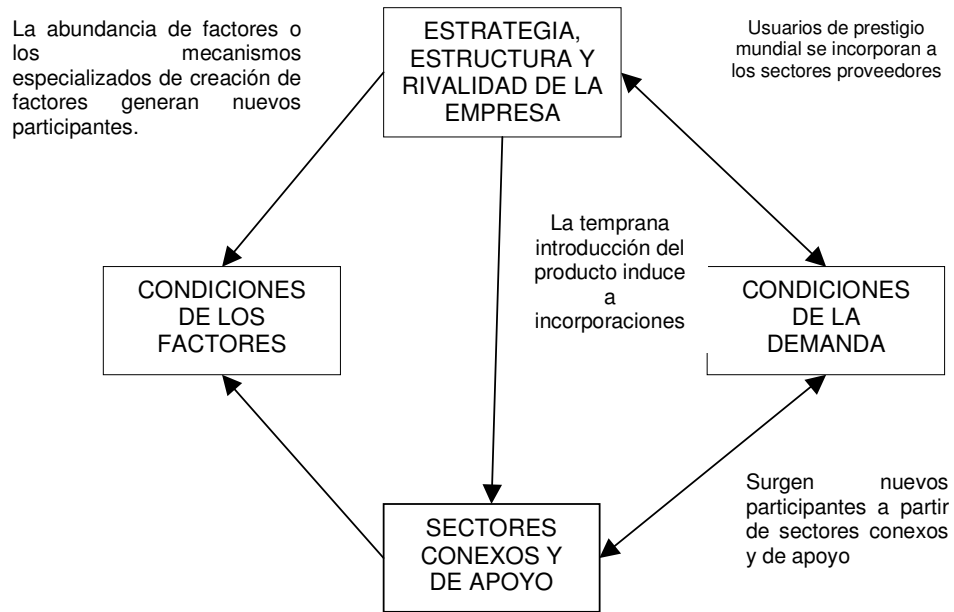 La abundancia de factores o
los mecanismos
especializados de creación de
factores generan nuevos
participantes.
ESTRATEGIA,
ESTRUCTURA Y
RIVALIDAD DE LA
EMPRESA
Usuarios de prestigio
mundial se incorporan a
los sectores proveedores
La temprana
introducción del
producto induce
a
incorporaciones
CONDICIONES
DE LOS
FACTORES
CONDICIONES
DE LA
DEMANDA
SECTORES
CONEXOS Y
DE APOYO
Surgen nuevos
participantes a partir
de sectores conexos
y de apoyo